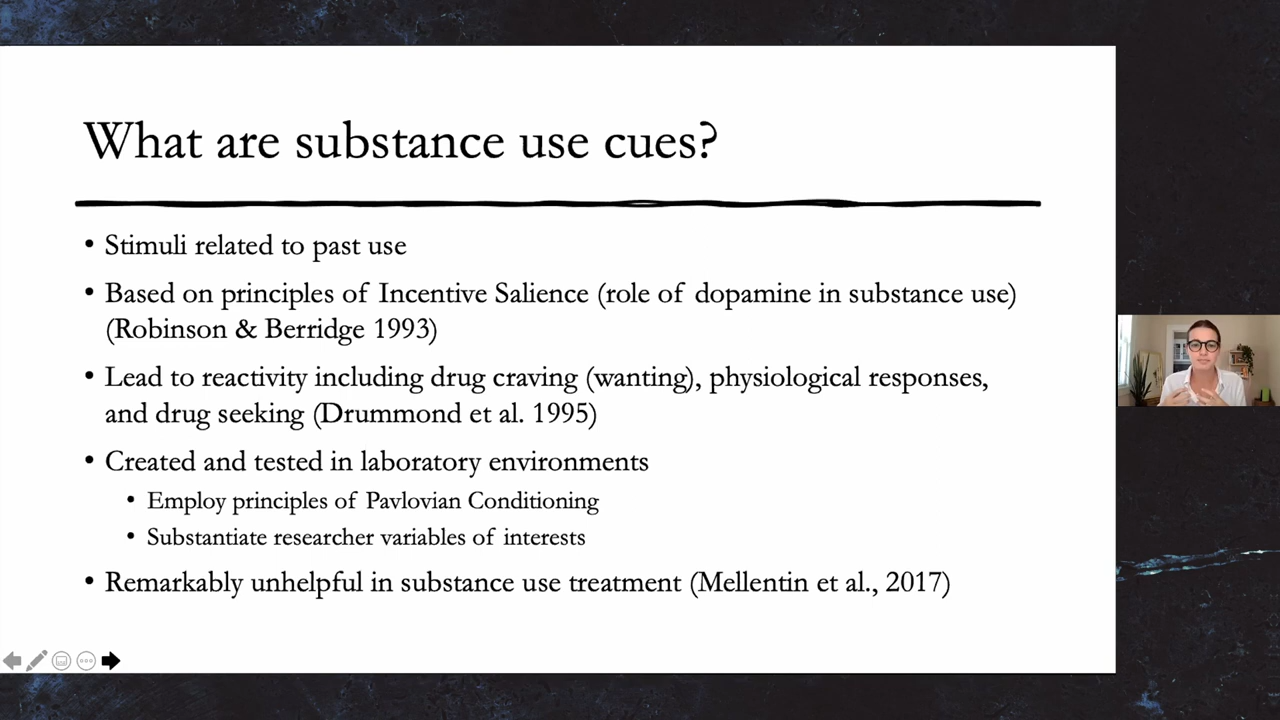 What are substance use cues?
• Stimuli related to past use
• Based on principles of Incentive Salience (role of dopamine in substance use)
(Robinson & Berridge 1993)
• Lead to reactivity including drug craving (wanting), physiological responses,
and drug seeking (Drummond et al. 1995)
• Created and tested in laboratory environments
• Employ principles of Pavlovian Conditioning
• Substantiate researcher variables of interests
• Remarkably unhelpful in substance use treatment (Mellentin et al., 2017)